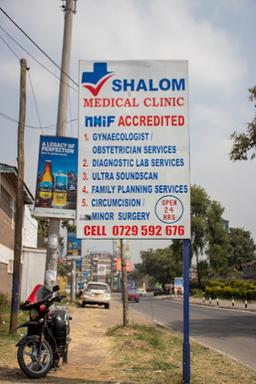 SHALOM
MEDICAL CLINIC
NHIF ACCREDITED
1. GYNAECOLOGIST /
OBSTETRICIAN SERVICES
2. DIAGNOSTIC LAB SERVICES
3. ULTRA SOUNDSCAN
4. FAMILY PLANNING SERVICES
5. CIRCUMCISION /
MINOR SURGERY
OPEN
24
HRS
CELL 0729 592 676
A LEGACY OF
PERFECTION